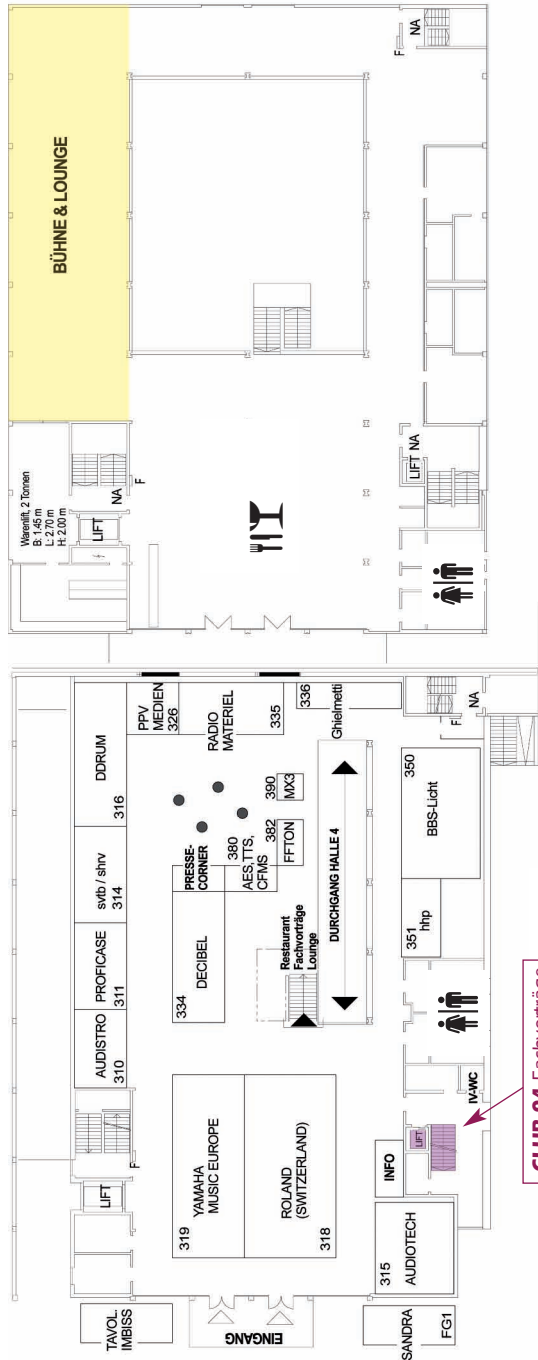 BÜHNE & LOUNGE
NA
F
Warenlift, 2 Tonnen
B: 1.45 m
L: 2.70 m
H: 2.00 m
LIFT
NA
F
LIFT NA
DDRUM
316
svtb / shrv
314
PROFICASE
311
AUDISTRO
310
PPV
MEDIEN
326
RADIO
MATERIEL
335
336
Ghielmetti
PRESSE-
CORNER
380
AES,TTS,
CFMS
390
MX3
382
FFTON
334
DECIBEL
Restaurant
Fachvorträge
Lounge
DURCHGANG HALLE 4
F
NA
350
BBS-Licht
351
hhp
IV-WC
LIFT
F
LIFT
319
YAMAHA
MUSIC EUROPE
ROLAND
(SWITZERLAND)
318
INFO
315
AUDIOTECH
TAVOL.
IMBISS
EINGANG
SANDRA
FG1